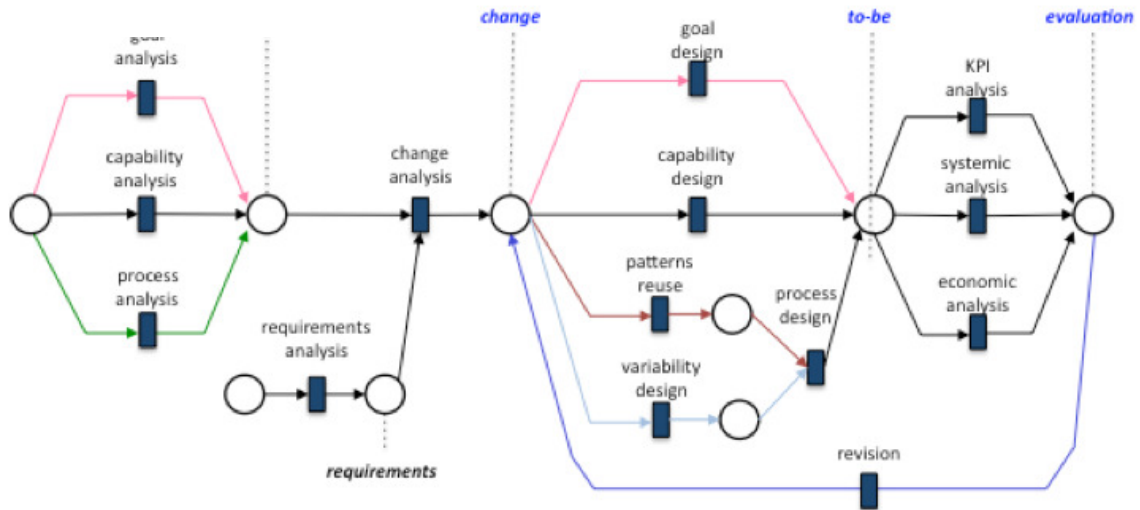 change
to-be
evaluation
goal
analysis
goal
design
KPI
analysis
capability
analysis
change
analysis
capability
design
systemic
analysis
process
analysis
patterns
reuse
process
design
economic
analysis
requirements
analysis
variability
design
requirements
revision